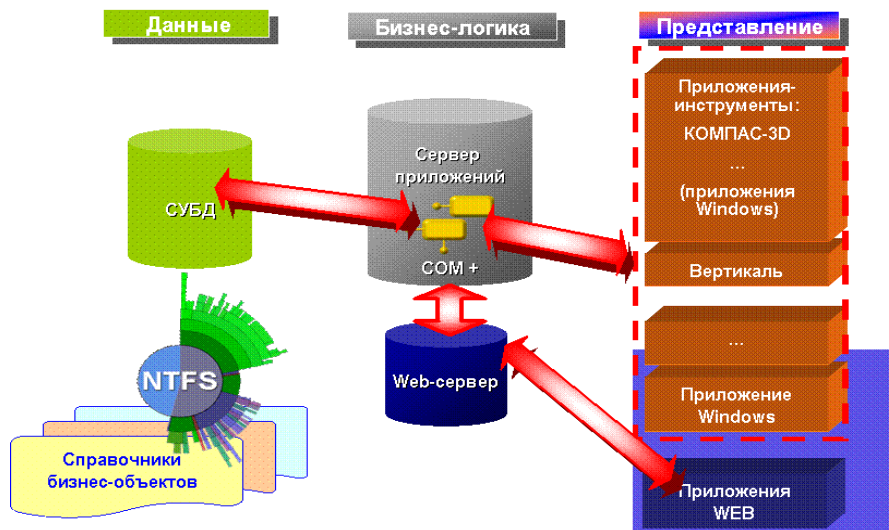 Данные
Бизнес-логика
Представление
СУБД
NTFS
Справочники
бизнес-объектов
Сервер
приложений
COM +
Web-сервер
Приложения-
инструменты:
КОМПАС-3D
...
(приложения
Windows)
Вертикаль
...
Приложение
Windows
Приложения
WEB